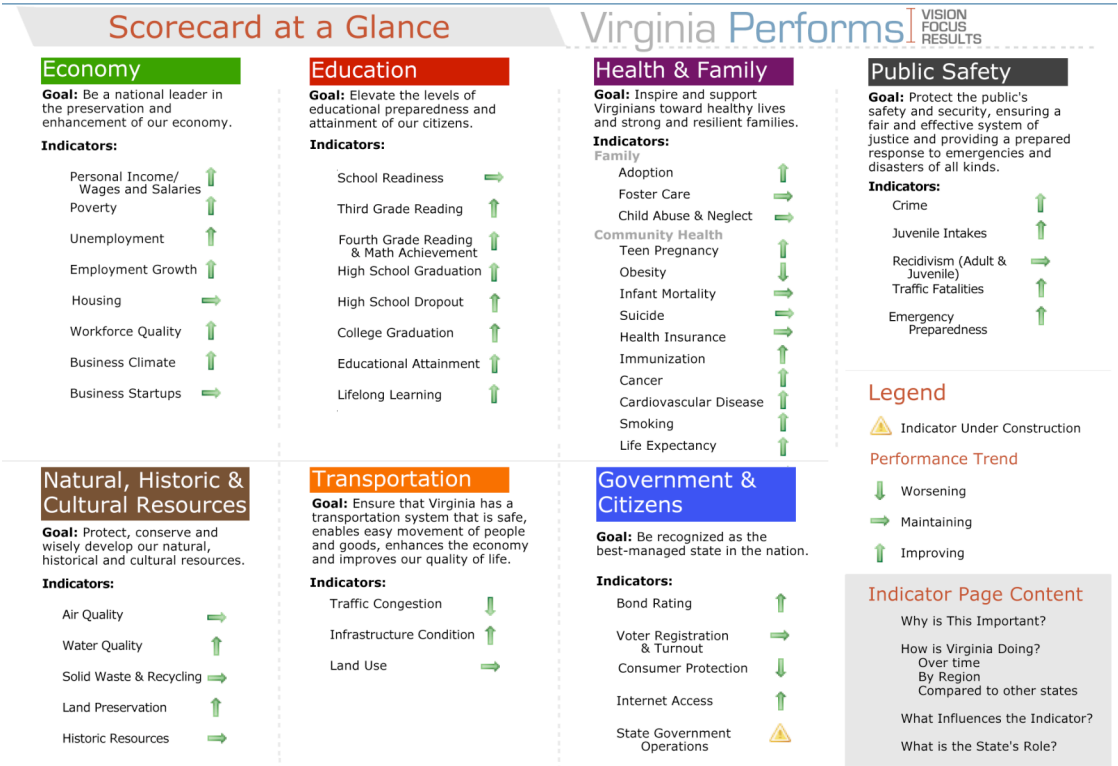 Scorecard at a Glance
Virginia Performs
VISION
FOCUS
RESULTS
Economy
Goal: Be a national leader in
the preservation and
enhancement of our economy.
Indicators:
Personal Income/
Wages and Salaries
Poverty
Unemployment
Employment Growth
Housing
Workforce Quality
Business Climate
Business Startups
Education
Goal: Elevate the levels of
educational preparedness and
attainment of our citizens.
Indicators:
School Readiness
Third Grade Reading
Fourth Grade Reading
& Math Achievement
High School Graduation
High School Dropout
College Graduation
Educational Attainment
Lifelong Learning
Health & Family
Goal: Inspire and support
Virginians toward healthy lives
and strong and resilient families.
Indicators:
Family
Adoption
Foster Care
Child Abuse & Neglect
Community Health
Teen Pregnancy
Obesity
Infant Mortality
Suicide
Health Insurance
Immunization
Cancer
Cardiovascular Disease
Smoking
Life Expectancy
Public Safety
Goal: Protect the public's
safety and security, ensuring a
fair and effective system of
justice and providing a prepared
response to emergencies and
disasters of all kinds.
Indicators:
Crime
Juvenile Intakes
Recidivism (Adult &
Juvenile)
Traffic Fatalities
Emergency
Preparedness
Natural, Historic &
Cultural Resources
Goal: Protect, conserve and
wisely develop our natural,
historical and cultural resources.
Indicators:
Air Quality
Water Quality
Solid Waste & Recycling
Land Preservation
Historic Resources
Transportation
Goal: Ensure that Virginia has a
transportation system that is safe,
enables easy movement of people
and goods, enhances the economy
and improves our quality of life.
Indicators:
Traffic Congestion
Infrastructure Condition
Land Use
Government &
Citizens
Goal: Be recognized as the
best-managed state in the nation.
Indicators:
Bond Rating
Voter Registration
& Turnout
Consumer Protection
Internet Access
State Government
Operations
Legend
Indicator Under Construction
Performance Trend
Worsening
Maintaining
Improving
Indicator Page Content
Why is This Important?
How is Virginia Doing?
Over time
By Region
Compared to other states
What Influences the Indicator?
What is the State's Role?